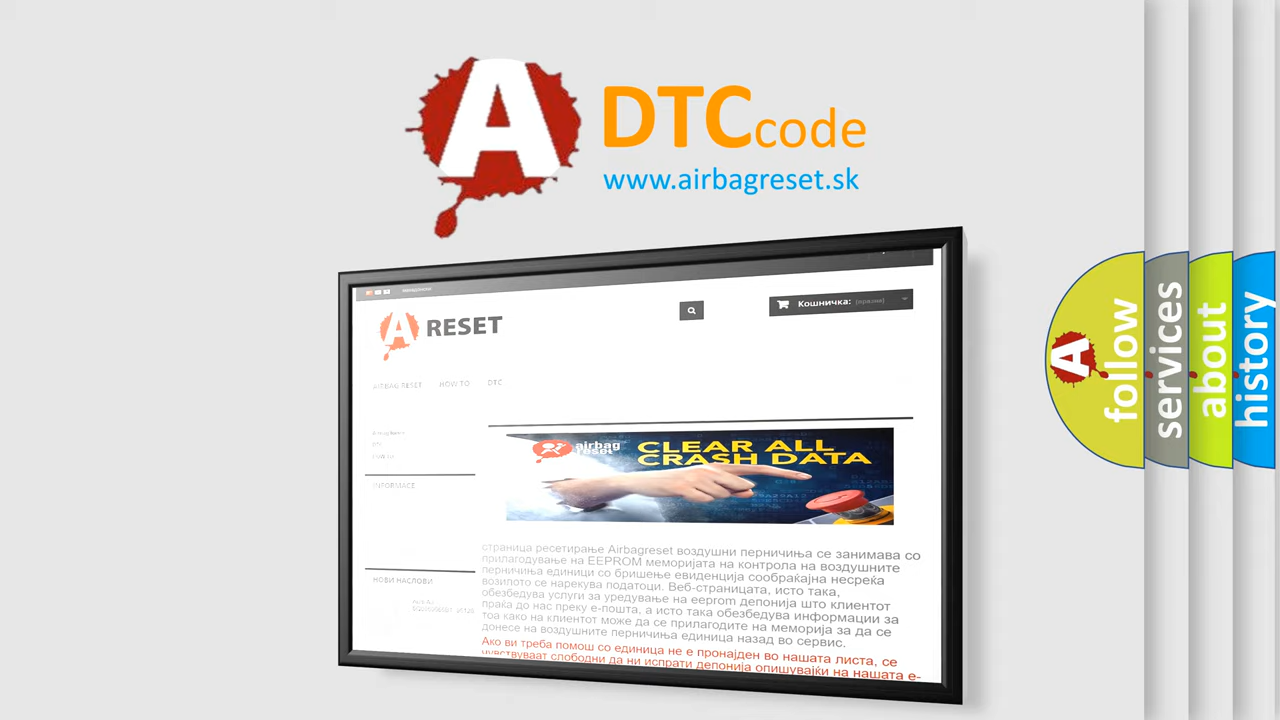 A
DTC code
www.airbagreset.sk
A RESET
Кошничка: (празни)
AIRBAG RESET
HOW TO
DTC
INFORMACE
НОВИ НАСЛОВИ
airbag
reset
CLEAR ALL
CRASH DATA
страница ресетирање Airbagreset воздушни перничиња се занимава со
прилагодување на EEPROM меморијата на контрола на воздушните
перничиња единици со бришење евиденција сообраќајна несреќа
возилото се нарекува податоци. Веб-страницата, исто така,
обезбедува услуги за уредување на eeprom депонија што клиентот
праќа до нас преку е-пошта, а исто така обезбедува информации за
тоа како на клиентот може да се прилагодите на меморија за да се
донесе на воздушните перничиња единица назад во сервис.
Ако ви треба помош со единица не е пронајден во нашата листа, се
чувствуваат слободни да ни испрати депонија опишувајќи на нашата е-
A
follow
services
about
history